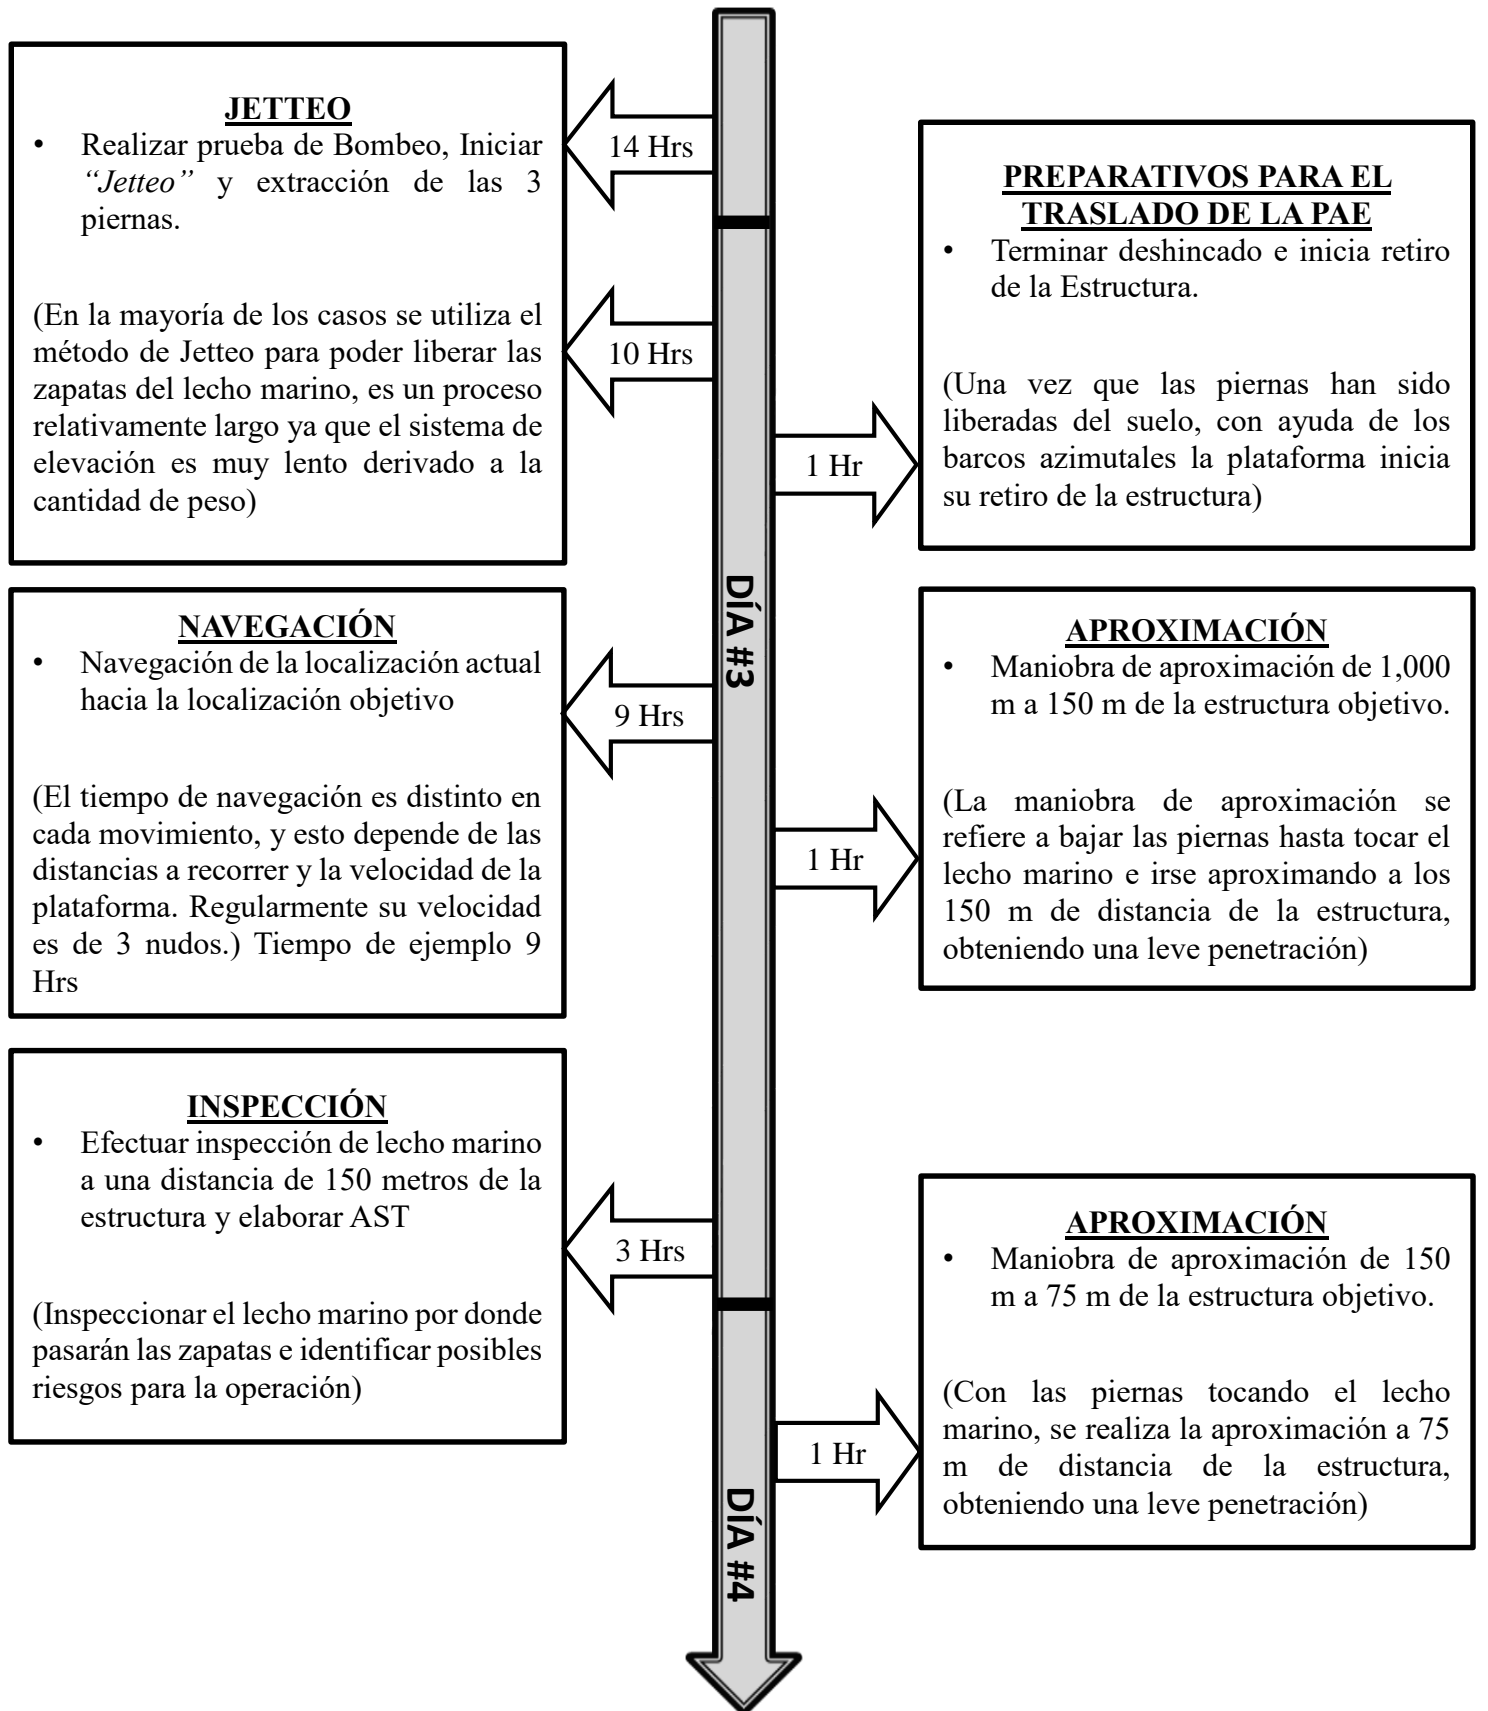 JETTEO
• Realizar prueba de Bombeo, Iniciar
“Jetteo” y extracción de las 3
piernas.
(En la mayoría de los casos se utiliza el
método de Jetteo para poder liberar las
zapatas del lecho marino, es un proceso
relativamente largo ya que el sistema de
elevación es muy lento derivado a la
cantidad de peso)
14 Hrs
10 Hrs
PREPARATIVOS PARA EL
TRASLADO DE LA PAE
• Terminar deshincado e inicia retiro
de la Estructura.
(Una vez que las piernas han sido
liberadas del suelo, con ayuda de los
barcos azimutales la plataforma inicia
su retiro de la estructura)
1 Hr
DÍA #3
NAVEGACIÓN
• Navegación de la localización actual
hacia la localización objetivo
(El tiempo de navegación es distinto en
cada movimiento, y esto depende de las
distancias a recorrer y la velocidad de la
plataforma. Regularmente su velocidad
es de 3 nudos.) Tiempo de ejemplo 9
Hrs
9 Hrs
APROXIMACIÓN
• Maniobra de aproximación de 1,000
m a 150 m de la estructura objetivo.
(La maniobra de aproximación se
refiere a bajar las piernas hasta tocar el
lecho marino e irse aproximando a los
150 m de distancia de la estructura,
obteniendo una leve penetración)
1 Hr
INSPECCIÓN
• Efectuar inspección de lecho marino
a una distancia de 150 metros de la
estructura y elaborar AST
(Inspeccionar el lecho marino por donde
pasarán las zapatas e identificar posibles
riesgos para la operación)
3 Hrs
APROXIMACIÓN
• Maniobra de aproximación de 150
m a 75 m de la estructura objetivo.
(Con las piernas tocando el lecho
marino, se realiza la aproximación a 75
m de distancia de la estructura,
obteniendo una leve penetración)
1 Hr
DÍA #4